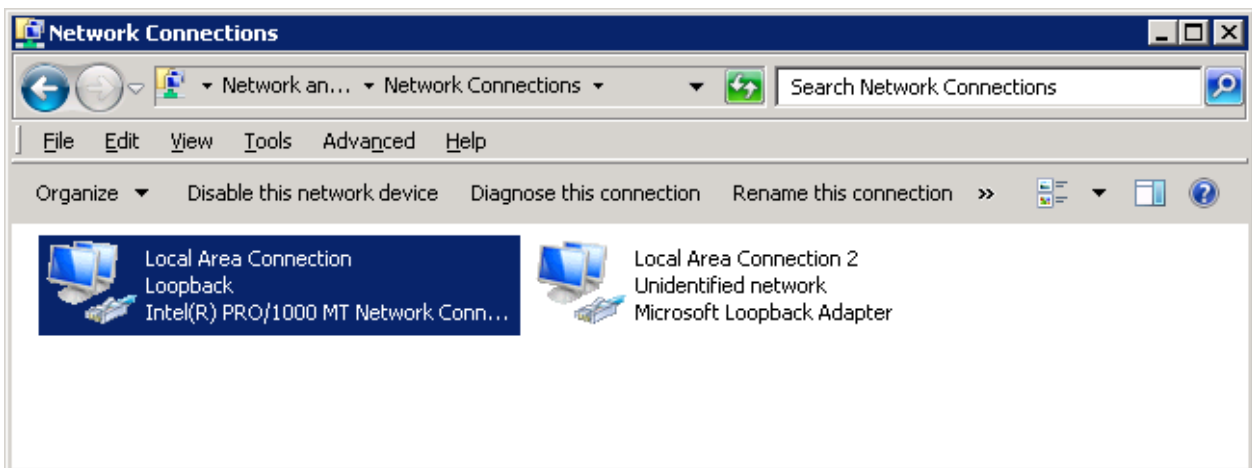 Network Connections
Network an... Network Connections Search Network Connections
File Edit View Tools Advanced Help
Organize Disable this network device Diagnose this connection Rename this connection »
Local Area Connection
Loopback
Intel(R) PRO/1000 MT Network Conn...
Local Area Connection 2
Unidentified network
Microsoft Loopback Adapter